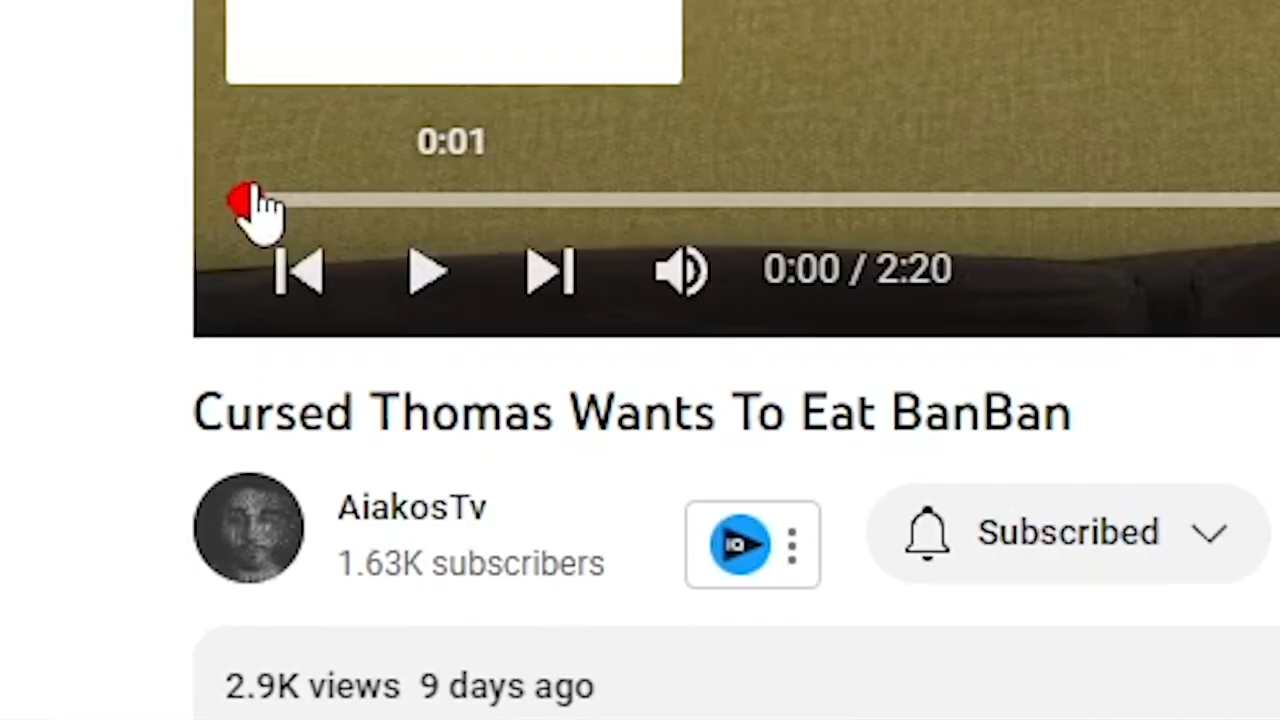 0:01
0:00 / 2:20
Cursed Thomas Wants To Eat BanBan
AiakosTv
1.63K subscribers
IQ
Subscribed
2.9K views 9 days ago